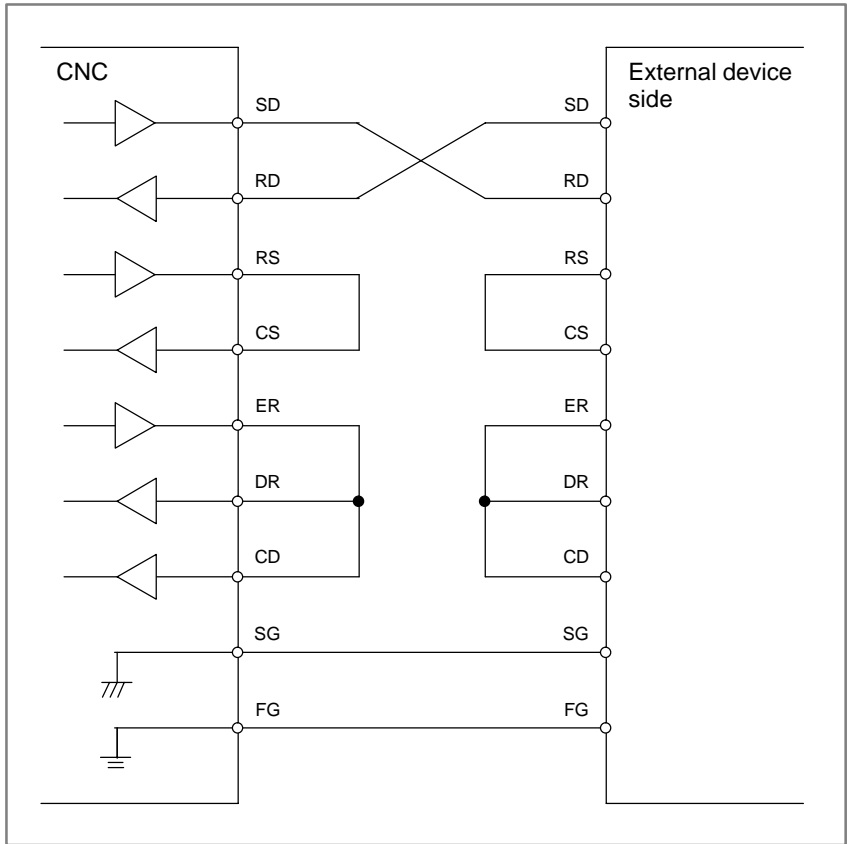 CNC
External device
side
SD SD
RD RD
RS RS
CS CS
ER ER
DR DR
CD CD
SG SG
FG FG